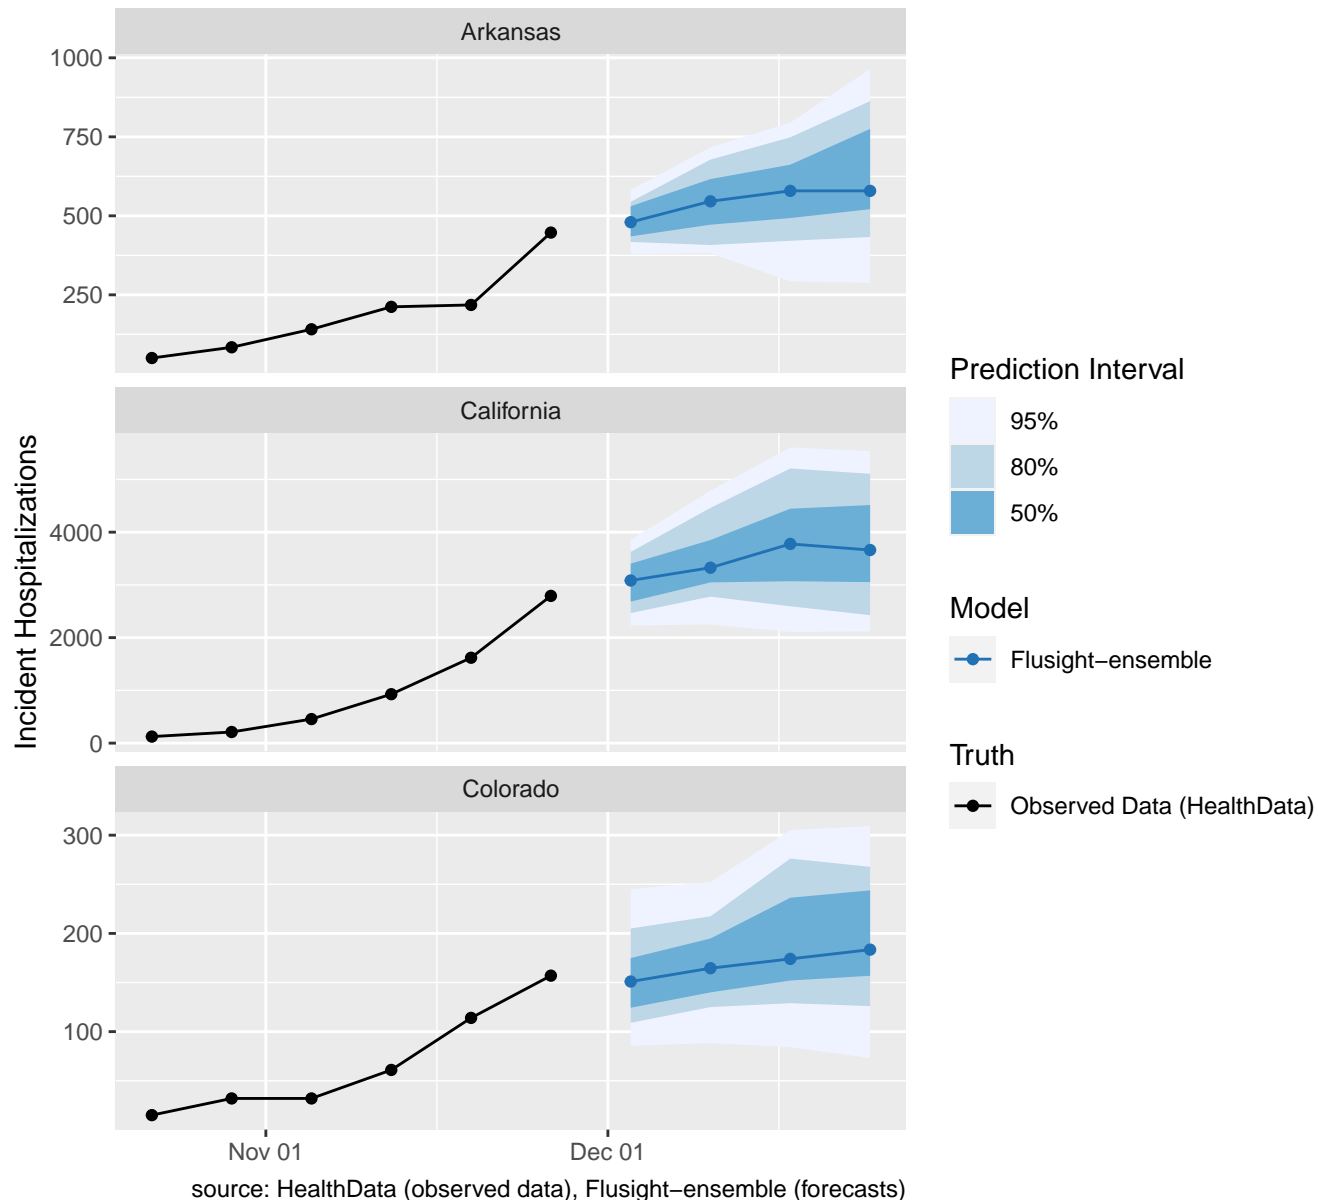 Arkansas
1000
750
500
250
California
4000
2000
0
Colorado
300
200
100
Nov 01
Dec 01
Incident Hospitalizations
source: HealthData (observed data), Flusight−ensemble (forecasts)
Prediction Interval
95%
80%
50%
Model
Flusight−ensemble
Truth
Observed Data (HealthData)